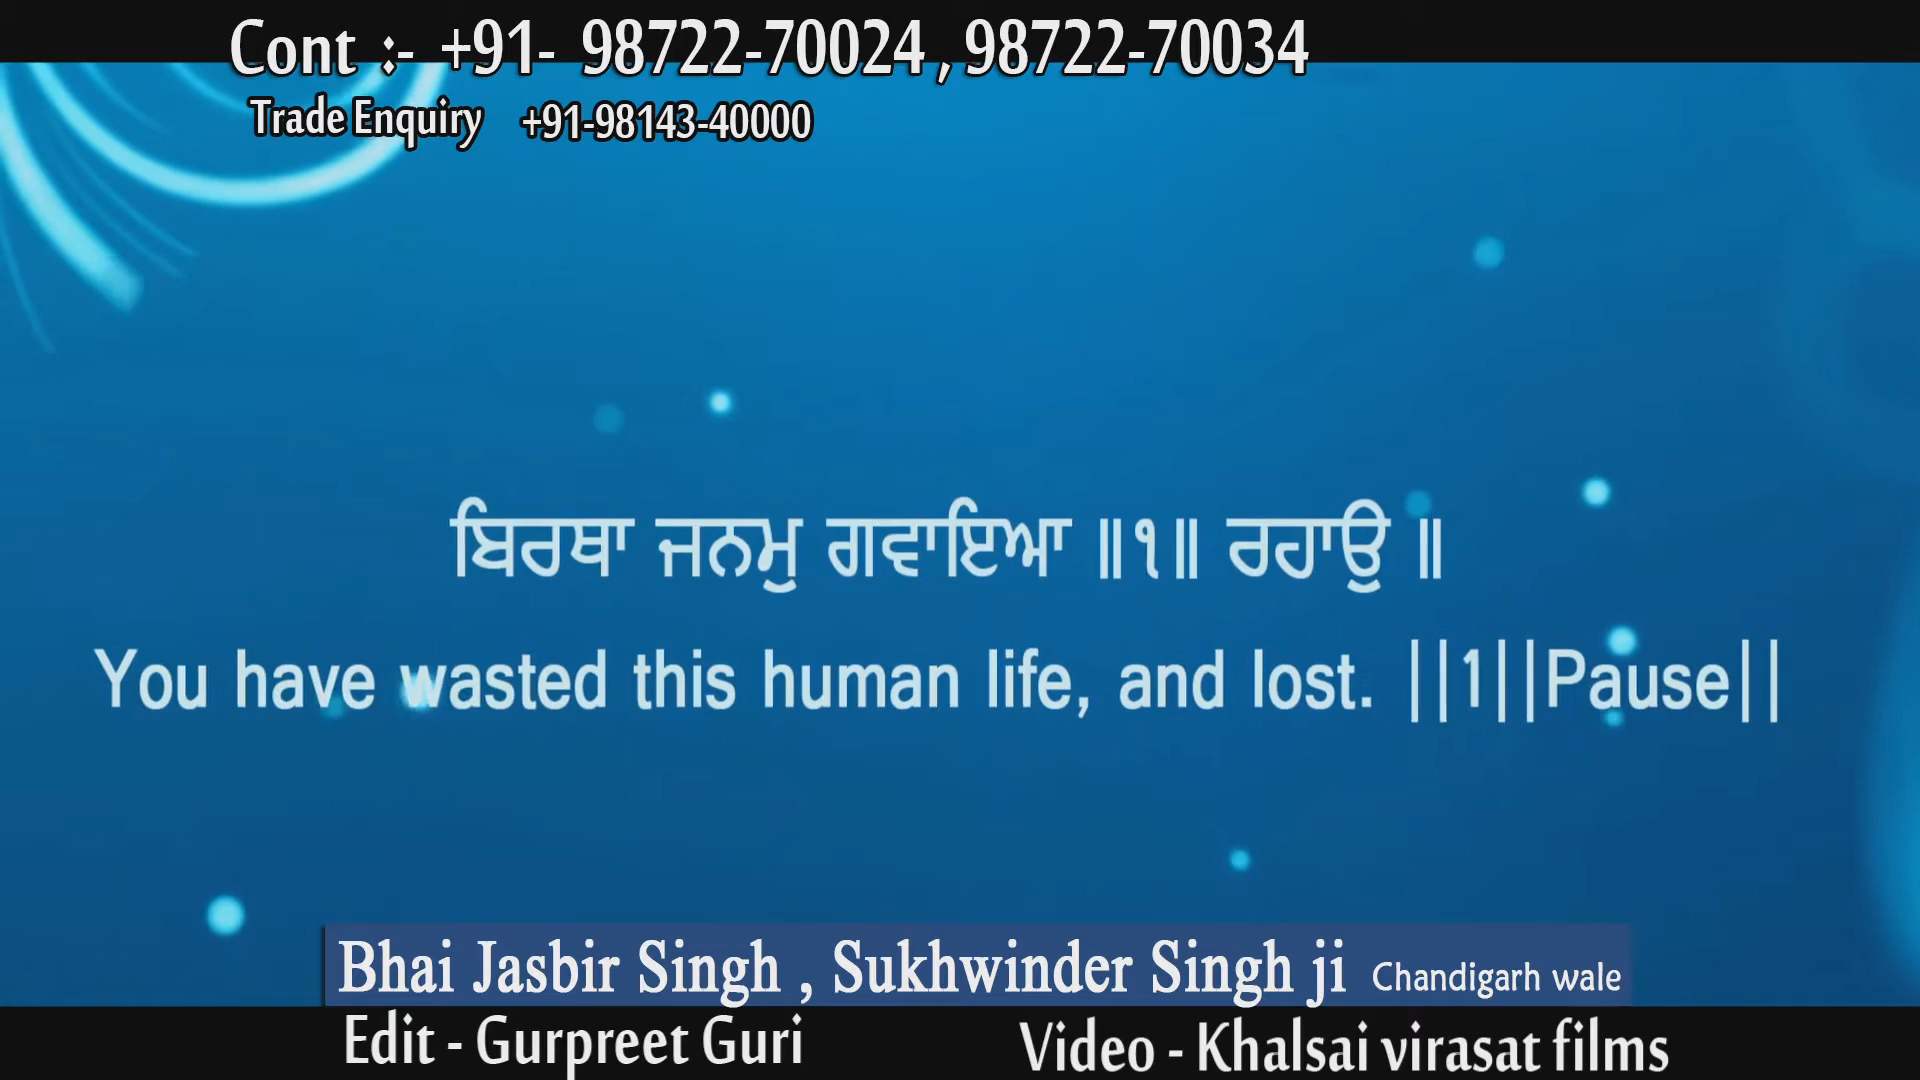 Cont :- +91- 98722-70024 , 98722-70034
Trade Enquiry +91-98143-40000
ਬਿਰਥਾ ਜਨਮੁ ਗਵਾਇਆ ॥੧॥ ਰਹਾਉ ॥
You have wasted this human life, and lost. ||1||Pause||
Bhai Jasbir Singh , Sukhwinder Singh ji Chandigarh wale
Edit - Gurpreet Guri Video - Khalsai virasat films